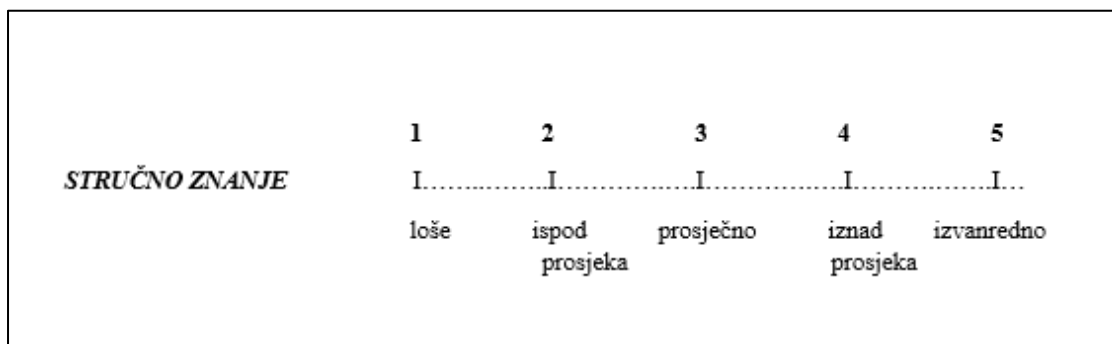 1 2 3 4 5
STRUČNO ZNANJE I……..……..I…………..….I…………..….I………..…….I…
loše ispod prosječno iznad izvanredno
prosjeka prosjeka